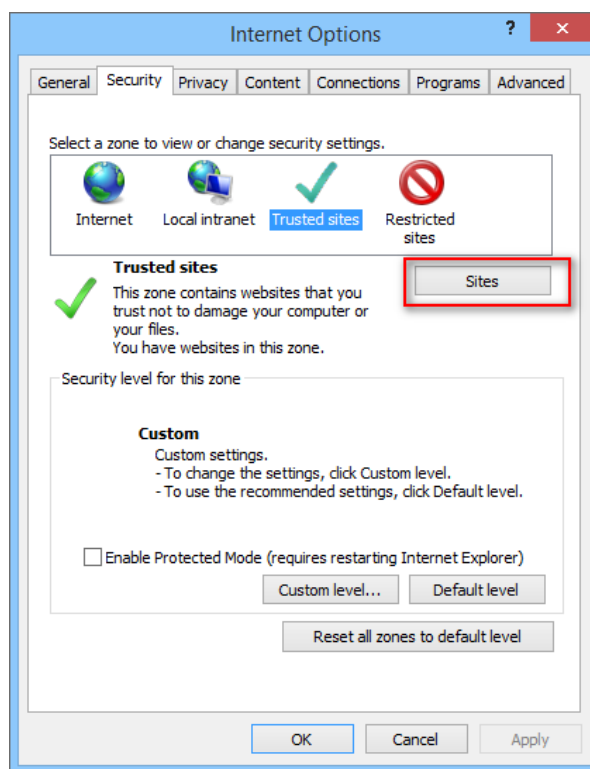 Internet Options
?
×
General Security Privacy Content Connections Programs Advanced
Select a zone to view or change security settings.
Internet Local intranet Trusted sites Restricted
sites
Trusted sites
Sites
This zone contains websites that you
trust not to damage your computer or
your files.
You have websites in this zone.
Security level for this zone
Custom
Custom settings.
- To change the settings, click Custom level.
- To use the recommended settings, click Default level.
Enable Protected Mode (requires restarting Internet Explorer)
Custom level... Default level
Reset all zones to default level
OK Cancel Apply